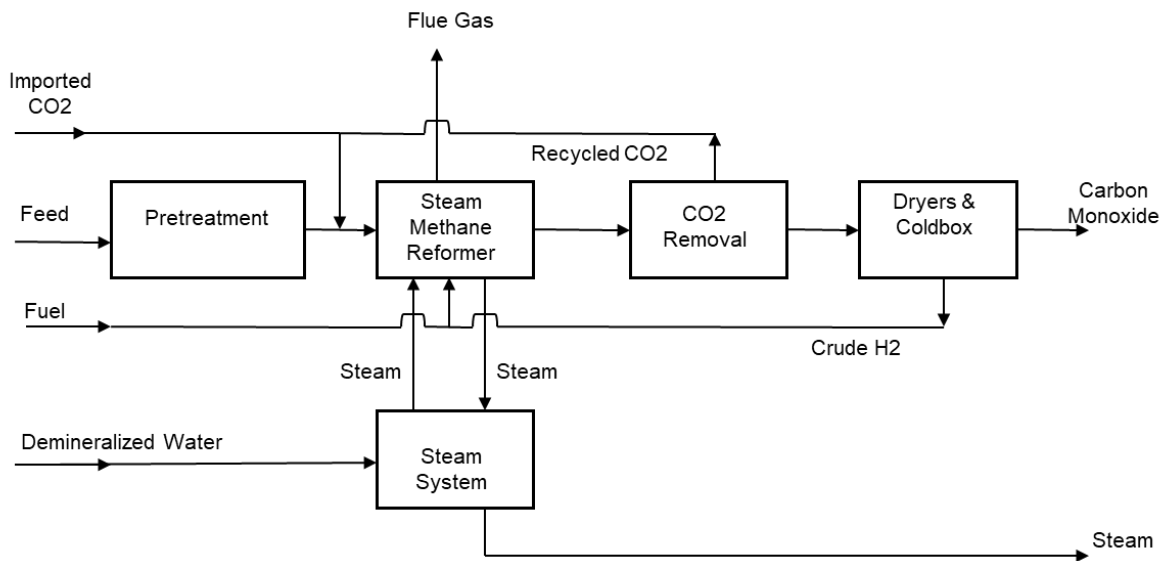 Flue Gas
Imported
CO2
Recycled CO2
Feed
Pretreatment
Steam
Methane
Reformer
CO2
Removal
Dryers &
Coldbox
Carbon
Monoxide
Fuel
Crude H2
Steam
Steam
Demineralized Water
Steam
System
Steam